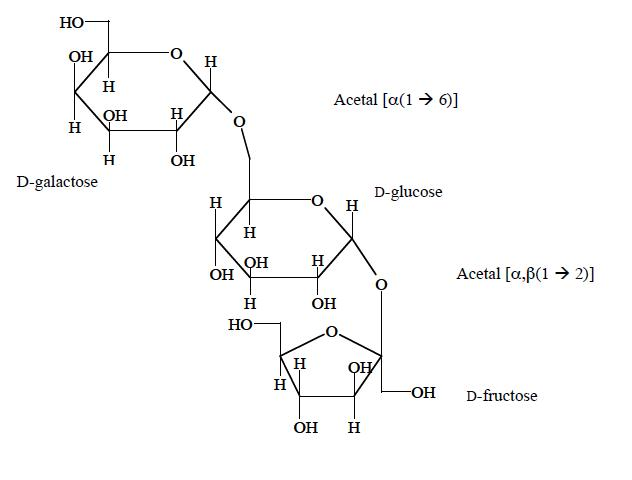 HO
OH
O
H
H
Acetal [α(1 → 6)]
OH
H
O
H
H
OH
D-galactose
D-glucose
H
O
H
H
OH
H
OH
Acetal [α,β(1 → 2)]
O
H
OH
HO
O
H
OH
H
OH
D-fructose
OH
H